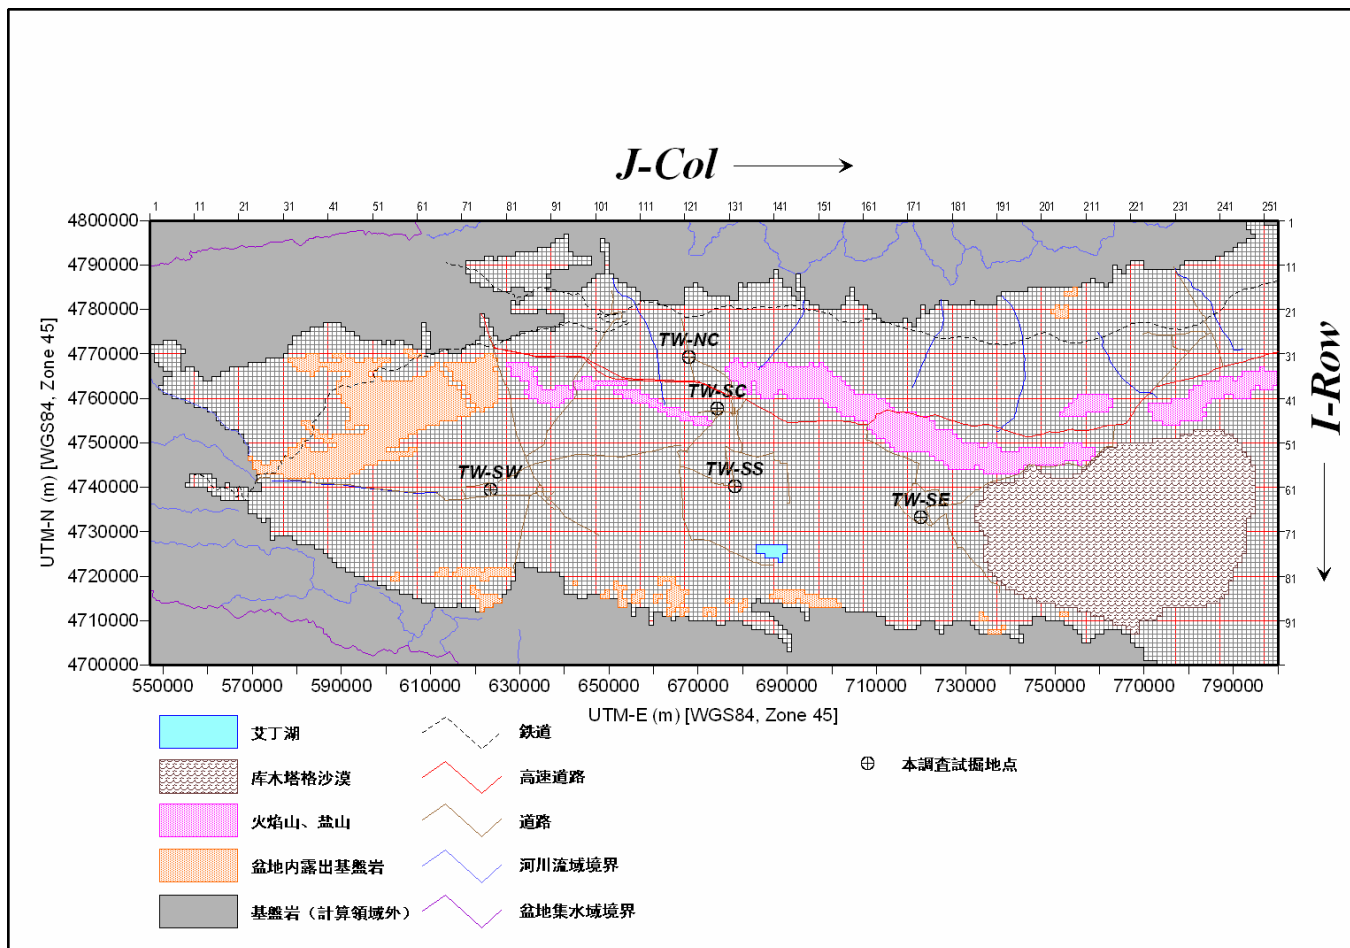 J-Col
1 11 21 31 41 51 61 71 81 91 101 111 121 131 141 151 161 171 181 191 201 211 221 231 241 251
4800000 1
4790000 11
4780000 21
4770000 31
4760000 41
4750000 51
4740000 61
4730000 71
4720000 81
4710000 91
4700000
UTM-N (m) [WGS84, Zone 45]
I-Row
TW-NC
TW-SC
TW-SW
TW-SS
TW-SE
550000 570000 590000 610000 630000 650000 670000 690000 710000 730000 750000 770000 790000
UTM-E (m) [WGS84, Zone 45]
艾丁湖
库木塔格沙漠
火焰山、盐山
盆地内露出基盤岩
基盤岩（計算領域外）
鉄道
高速道路
道路
河川流域境界
盆地集水域境界
本調査試掘地点